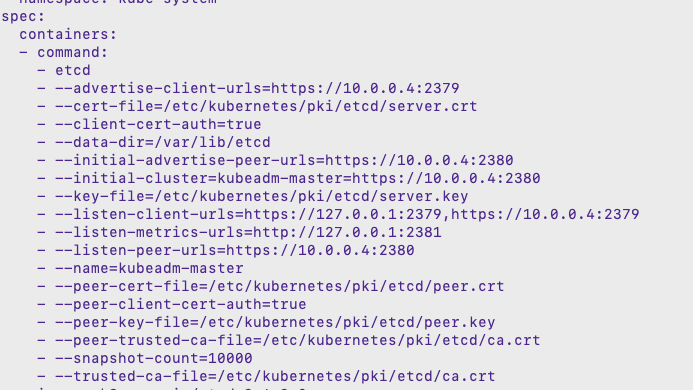 namespace: kube-system
spec:
containers:
- command:
- etcd
- --advertise-client-urls=https://10.0.0.4:2379
- --cert-file=/etc/kubernetes/pki/etcd/server.crt
- --client-cert-auth=true
- --data-dir=/var/lib/etcd
- --initial-advertise-peer-urls=https://10.0.0.4:2380
- --initial-cluster=kubeadm-master=https://10.0.0.4:2380
- --key-file=/etc/kubernetes/pki/etcd/server.key
- --listen-client-urls=https://127.0.0.1:2379,https://10.0.0.4:2379
- --listen-metrics-urls=http://127.0.0.1:2381
- --listen-peer-urls=https://10.0.0.4:2380
- --name=kubeadm-master
- --peer-cert-file=/etc/kubernetes/pki/etcd/peer.crt
- --peer-client-cert-auth=true
- --peer-key-file=/etc/kubernetes/pki/etcd/peer.key
- --peer-trusted-ca-file=/etc/kubernetes/pki/etcd/ca.crt
- --snapshot-count=10000
- --trusted-ca-file=/etc/kubernetes/pki/etcd/ca.crt